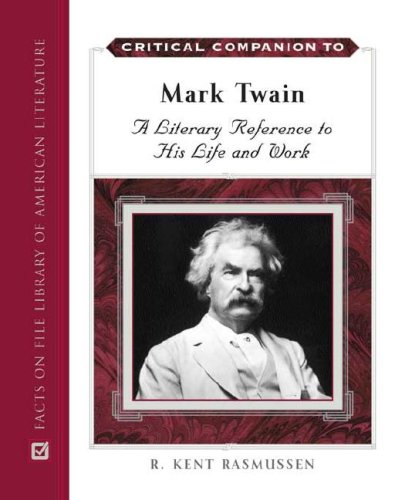 CRITICAL COMPANION TO
Mark Twain
A Literary Reference to
His Life and Work
R. KENT RASMUSSEN
FACTS ON FILE LIBRARY OF AMERICAN LITERATURE